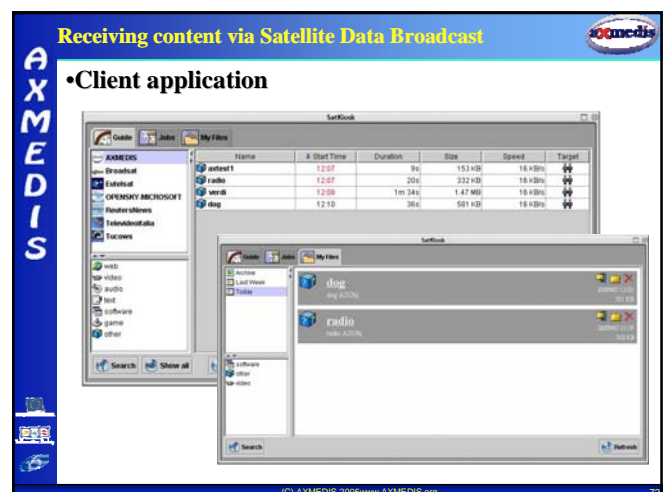 Receiving content via Satellite Data Broadcast
axmedis
AXMEDIS
•Client application
SatKiosk
Guide Jobs My Files
AXMEDIS
Broadsat
Eutelsat
OPENSKY-MICROSOFT
ReutersNews
Televideoitalia
Tucows
Name Start Time Duration Size Speed Target
axtest1 12:07 9s 153 KB 16 KB/s
radio 12:07 20s 332 KB 16 KB/s
verdi 12:08 1m 34s 1.47 MB 16 KB/s
dog 12:10 36s 581 KB 16 KB/s
web
video
audio
text
software
game
other
Search Show all
SatKiosk
Guide Jobs My Files
Archive
Last Week
Today
dog
radio
software
other
video
Search Refresh
(C) AXMEDIS 2005www.AXMEDIS.org